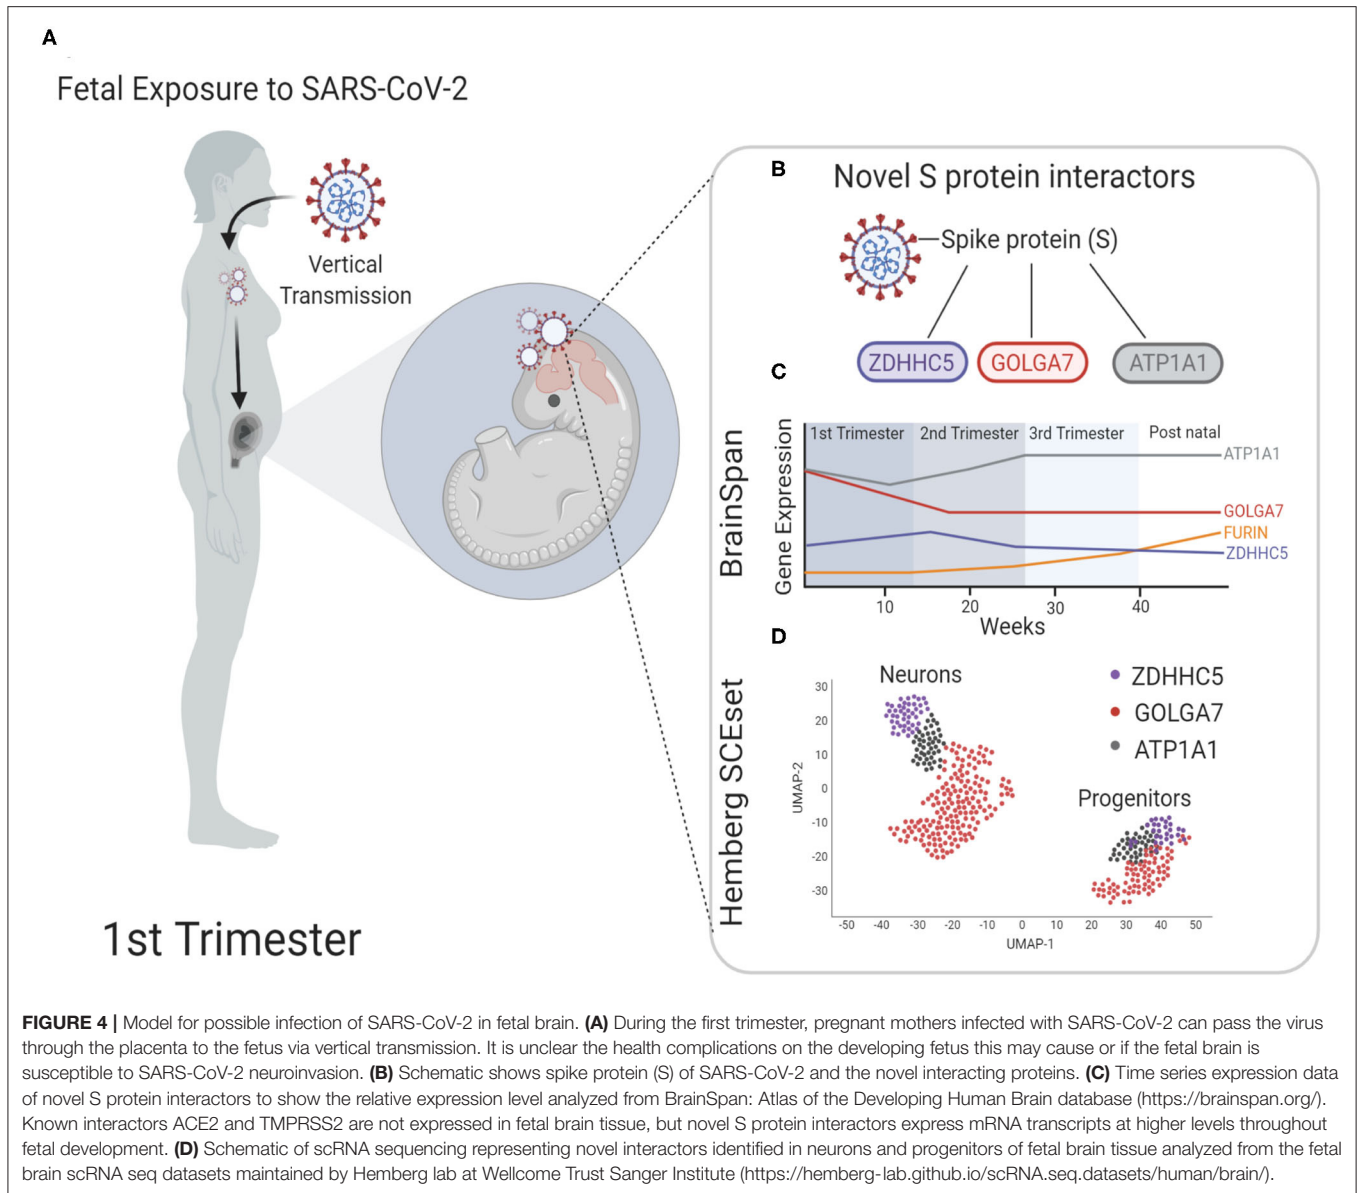 A
Fetal Exposure to SARS-CoV-2
Vertical
Transmission
1st Trimester
B
Novel S protein interactors
Spike protein (S)
ZDHHC5
GOLGA7
ATP1A1
C
BrainSpan
Gene Expression
1st Trimester
2nd Trimester
3rd Trimester
Post natal
ATP1A1
GOLGA7
FURIN
ZDHHC5
10
20
30
40
Weeks
D
Hemberg SCEset
Neurons
ZDHHC5
GOLGA7
ATP1A1
Progenitors
UMAP-2
30
20
10
0
-10
-20
-30
-50
-40
-30
-20
-10
0
10
20
30
40
50
UMAP-1
FIGURE 4 | Model for possible infection of SARS-CoV-2 in fetal brain. (A) During the first trimester, pregnant mothers infected with SARS-CoV-2 can pass the virus
through the placenta to the fetus via vertical transmission. It is unclear the health complications on the developing fetus this may cause or if the fetal brain is
susceptible to SARS-CoV-2 neuroinvasion. (B) Schematic shows spike protein (S) of SARS-CoV-2 and the novel interacting proteins. (C) Time series expression data
of novel S protein interactors to show the relative expression level analyzed from BrainSpan: Atlas of the Developing Human Brain database (https://brainspan.org/).
Known interactors ACE2 and TMPRSS2 are not expressed in fetal brain tissue, but novel S protein interactors express mRNA transcripts at higher levels throughout
fetal development. (D) Schematic of scRNA sequencing representing novel interactors identified in neurons and progenitors of fetal brain tissue analyzed from the fetal
brain scRNA seq datasets maintained by Hemberg lab at Wellcome Trust Sanger Institute (https://hemberg-lab.github.io/scRNA.seq.datasets/human/brain/).